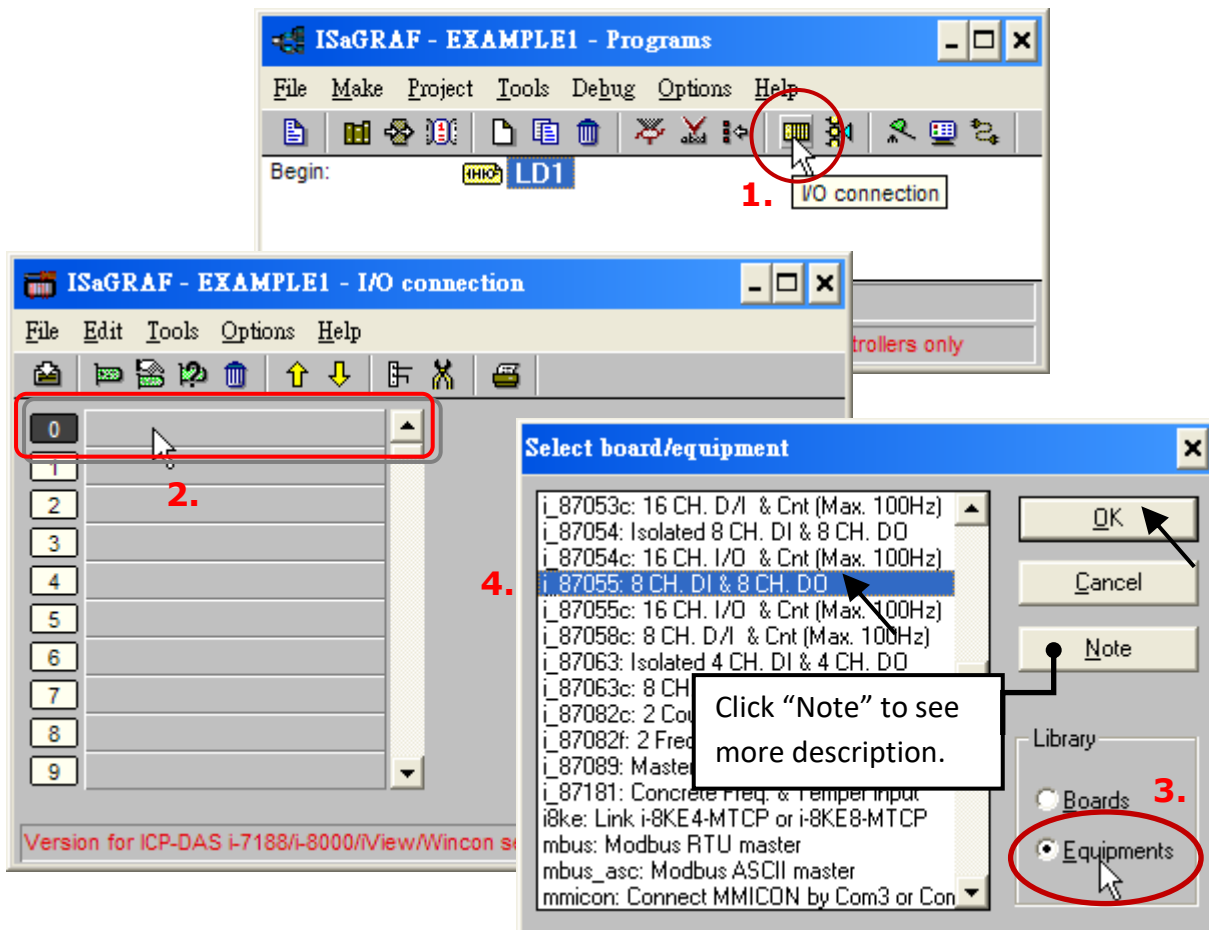 ISaGRAF - EXAMPLE1 - Programs
File Make Project Tools Debug Options Help
Begin: LD1
1.
I/O connection
trollers only
ISaGRAF - EXAMPLE1 - I/O connection
File Edit Tools Options Help
0
1
2
3
4
5
6
7
8
9
2.
Version for ICP-DAS i-7188/i-8000/iView/Wincon se
Select board/equipment
4.
i_87053c: 16 CH. D/I & Cnt (Max. 100Hz)
i_87054: Isolated 8 CH. DI & 8 CH. DO
i_87054c: 16 CH. I/O & Cnt (Max. 100Hz)
i_87055: 8 CH. DI & 8 CH. DO
i_87055c: 16 CH. I/O & Cnt (Max. 100Hz)
i_87058c: 8 CH. D/I & Cnt (Max. 100Hz)
i_87063: Isolated 4 CH. DI & 4 CH. DO
i_87063c: 8 CH
i_87082c: 2 Cou
i_87082f: 2 Freq
i_87089: Master
i_87181: Concrete Freq. & Temper Input
i8ke: Link i-8KE4-MTCP or i-8KE8-MTCP
mbus: Modbus RTU master
mbus_asc: Modbus ASCII master
mmicon: Connect MMICON by Com3 or Con
Click “Note” to see
more description.
OK
Cancel
Note
Library
Boards
3.
Equipments